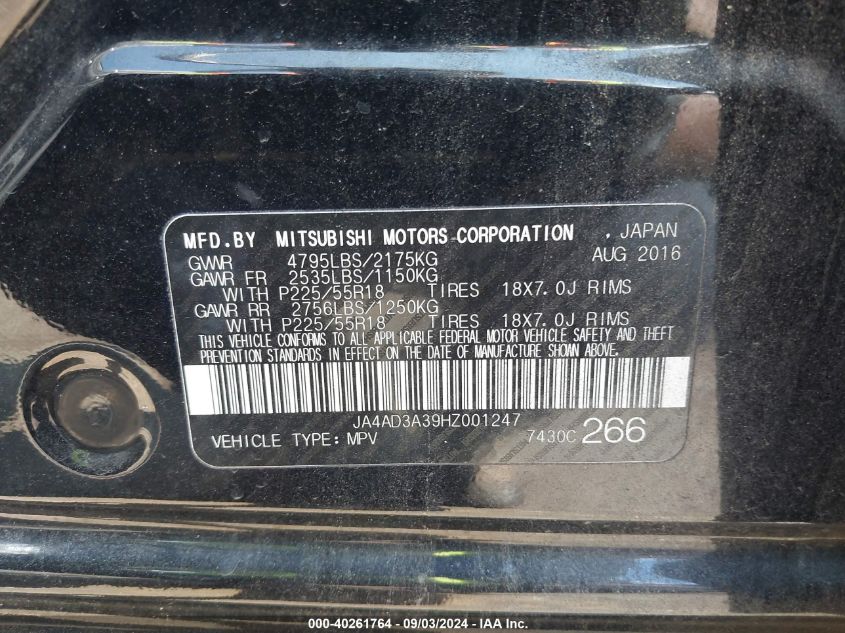 MFD.BY MITSUBISHI MOTORS CORPORATION , JAPAN
GVWR 4795LBS/2175KG AUG 2016
GAWR FR 2535LBS/1150KG
WITH P225/55R18 TIRES 18X7.0J RIMS
GAWR RR 2756LBS/1250KG
WITH P225/55R18 TIRES 18X7.0J RIMS
THIS VEHICLE CONFORMS TO ALL APPLICABLE FEDERAL MOTOR VEHICLE SAFETY AND THEFT
PREVENTION STANDARDS IN EFFECT ON THE DATE OF MANUFACTURE SHOWN ABOVE.
JA4AD3A39HZ001247
VEHICLE TYPE: MPV 7430C 266
000-40261764 - 09/03/2024 - IAA Inc.